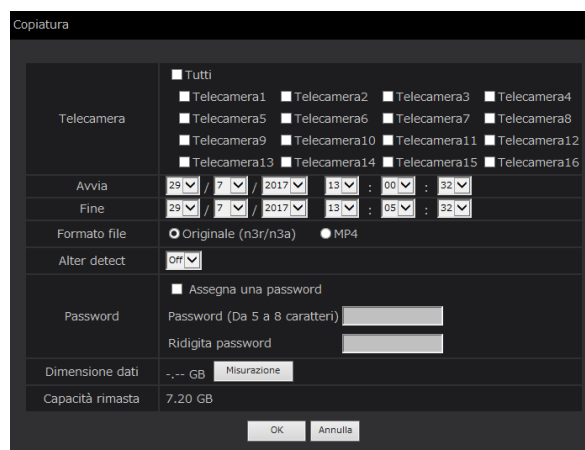 Copiatura
Tutti
Telecamera1 Telecamera2 Telecamera3 Telecamera4
Telecamera Telecamera5 Telecamera6 Telecamera7 Telecamera8
Telecamera9 Telecamera10 Telecamera11 Telecamera12
Telecamera13 Telecamera14 Telecamera15 Telecamera16
Avvia 29 / 7 / 2017 13 : 00 : 32
Fine 29 / 7 / 2017 13 : 05 : 32
Formato file Originale (n3r/n3a) MP4
Alter detect Off
Assegna una password
Password Password (Da 5 a 8 caratteri)
Ridigita password
Dimensione dati -.-- GB Misurazione
Capacità rimasta 7.20 GB
OK Annulla